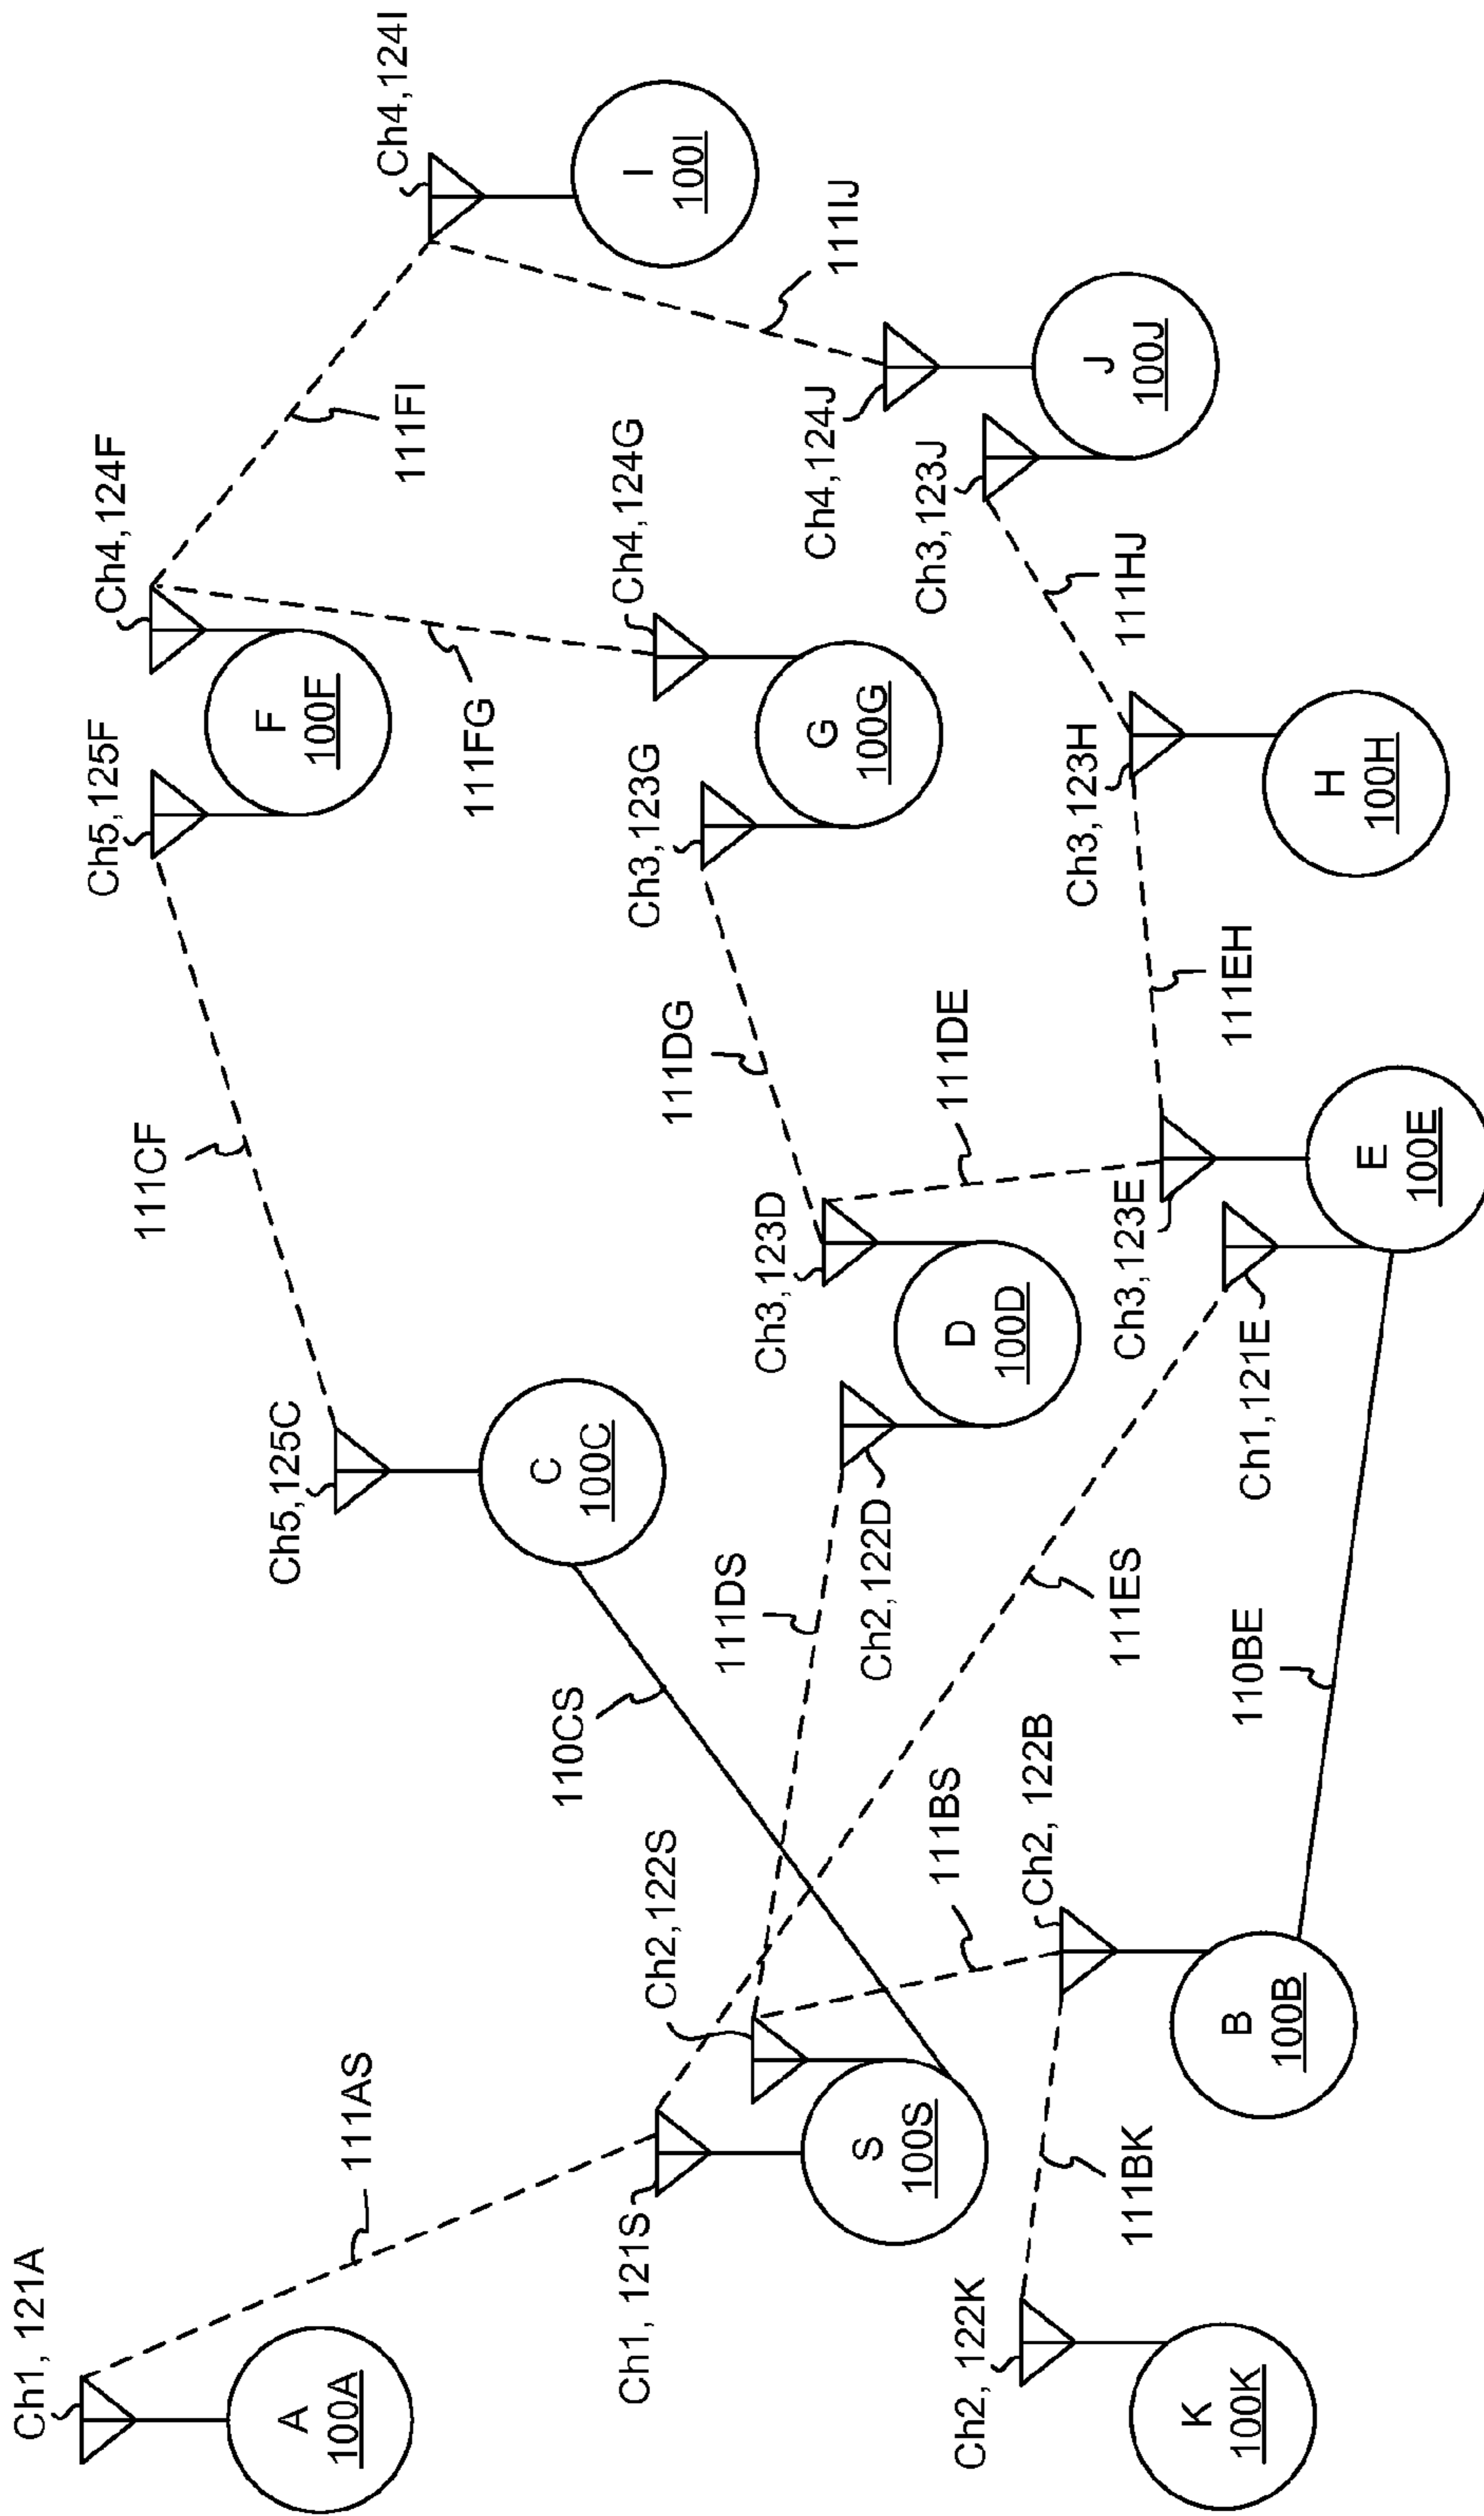 Ch1, 121A
A
100A
111AS
Ch1, 121S
S
100S
Ch2,122S
Ch2, 122K
K
100K
111BK
B
100B
Ch2, 122B
111BS
110CS
111DS
111ES
110BE
Ch5,125C
C
100C
Ch2,122D
D
100D
Ch3,123D
Ch1,121E
Ch3,123E
E
100E
111CF
111DG
111DE
111EH
Ch5,125F
F
100F
Ch4,124F
111FG
111FI
Ch3,123G
G
100G
Ch4,124G
Ch3,123H
H
100H
111HJ
Ch3,123J
Ch4,124J
J
100J
111IJ
Ch4,124I
I
100I